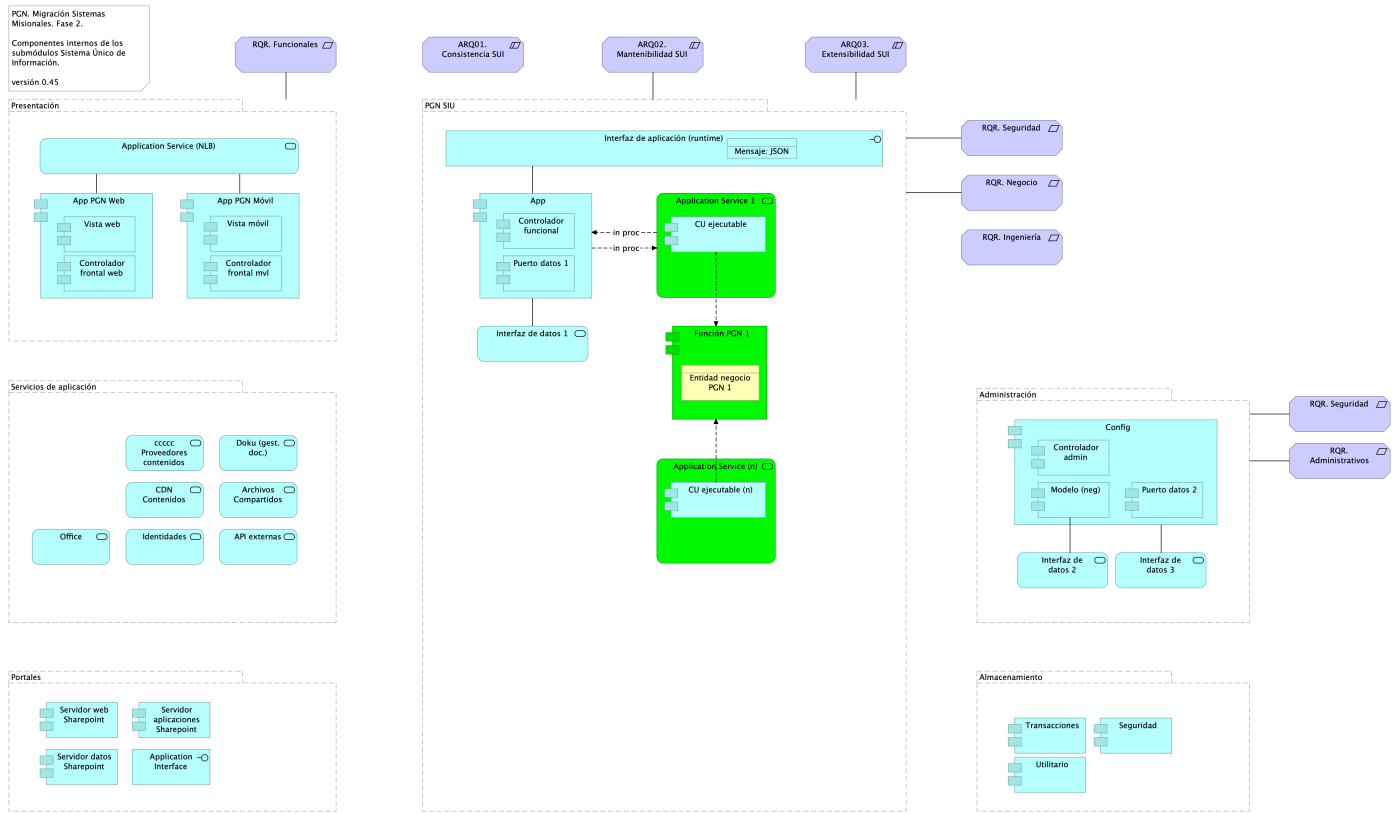 PGN. Migración Sistemas
Misionales. Fase 2.
Componentes internos de los
submódulos Sistema Único de
Información.
versión 0.45
RQR. Funcionales
ARQ01.
Consistencia SUI
ARQ02.
Mantenibilidad SUI
ARQ03.
Extensibilidad SUI
Presentación
Application Service (NLB)
App PGN Web
Vista web
Controlador
frontal web
App PGN Móvil
Vista móvil
Controlador
frontal mvl
PGN SIU
Interfaz de aplicación (runtime)
Mensaje: JSON
App
Controlador
funcional
Puerto datos 1
in proc
in proc
Application Service 1
CU ejecutable
Interfaz de datos 1
Función PGN 1
Entidad negocio
PGN 1
Application Service (n)
CU ejecutable (n)
RQR. Seguridad
RQR. Negocio
RQR. Ingeniería
Servicios de aplicación
ccccc
Proveedores
contenidos
Doku (gest.
doc.)
CDN
Contenidos
Archivos
Compartidos
Office
Identidades
API externas
Administración
Config
Controlador
admin
Modelo (neg)
Puerto datos 2
Interfaz de
datos 2
Interfaz de
datos 3
RQR. Seguridad
RQR.
Administrativos
Portales
Servidor web
Sharepoint
Servidor
aplicaciones
Sharepoint
Servidor datos
Sharepoint
Application
Interface
Almacenamiento
Transacciones
Seguridad
Utilitario